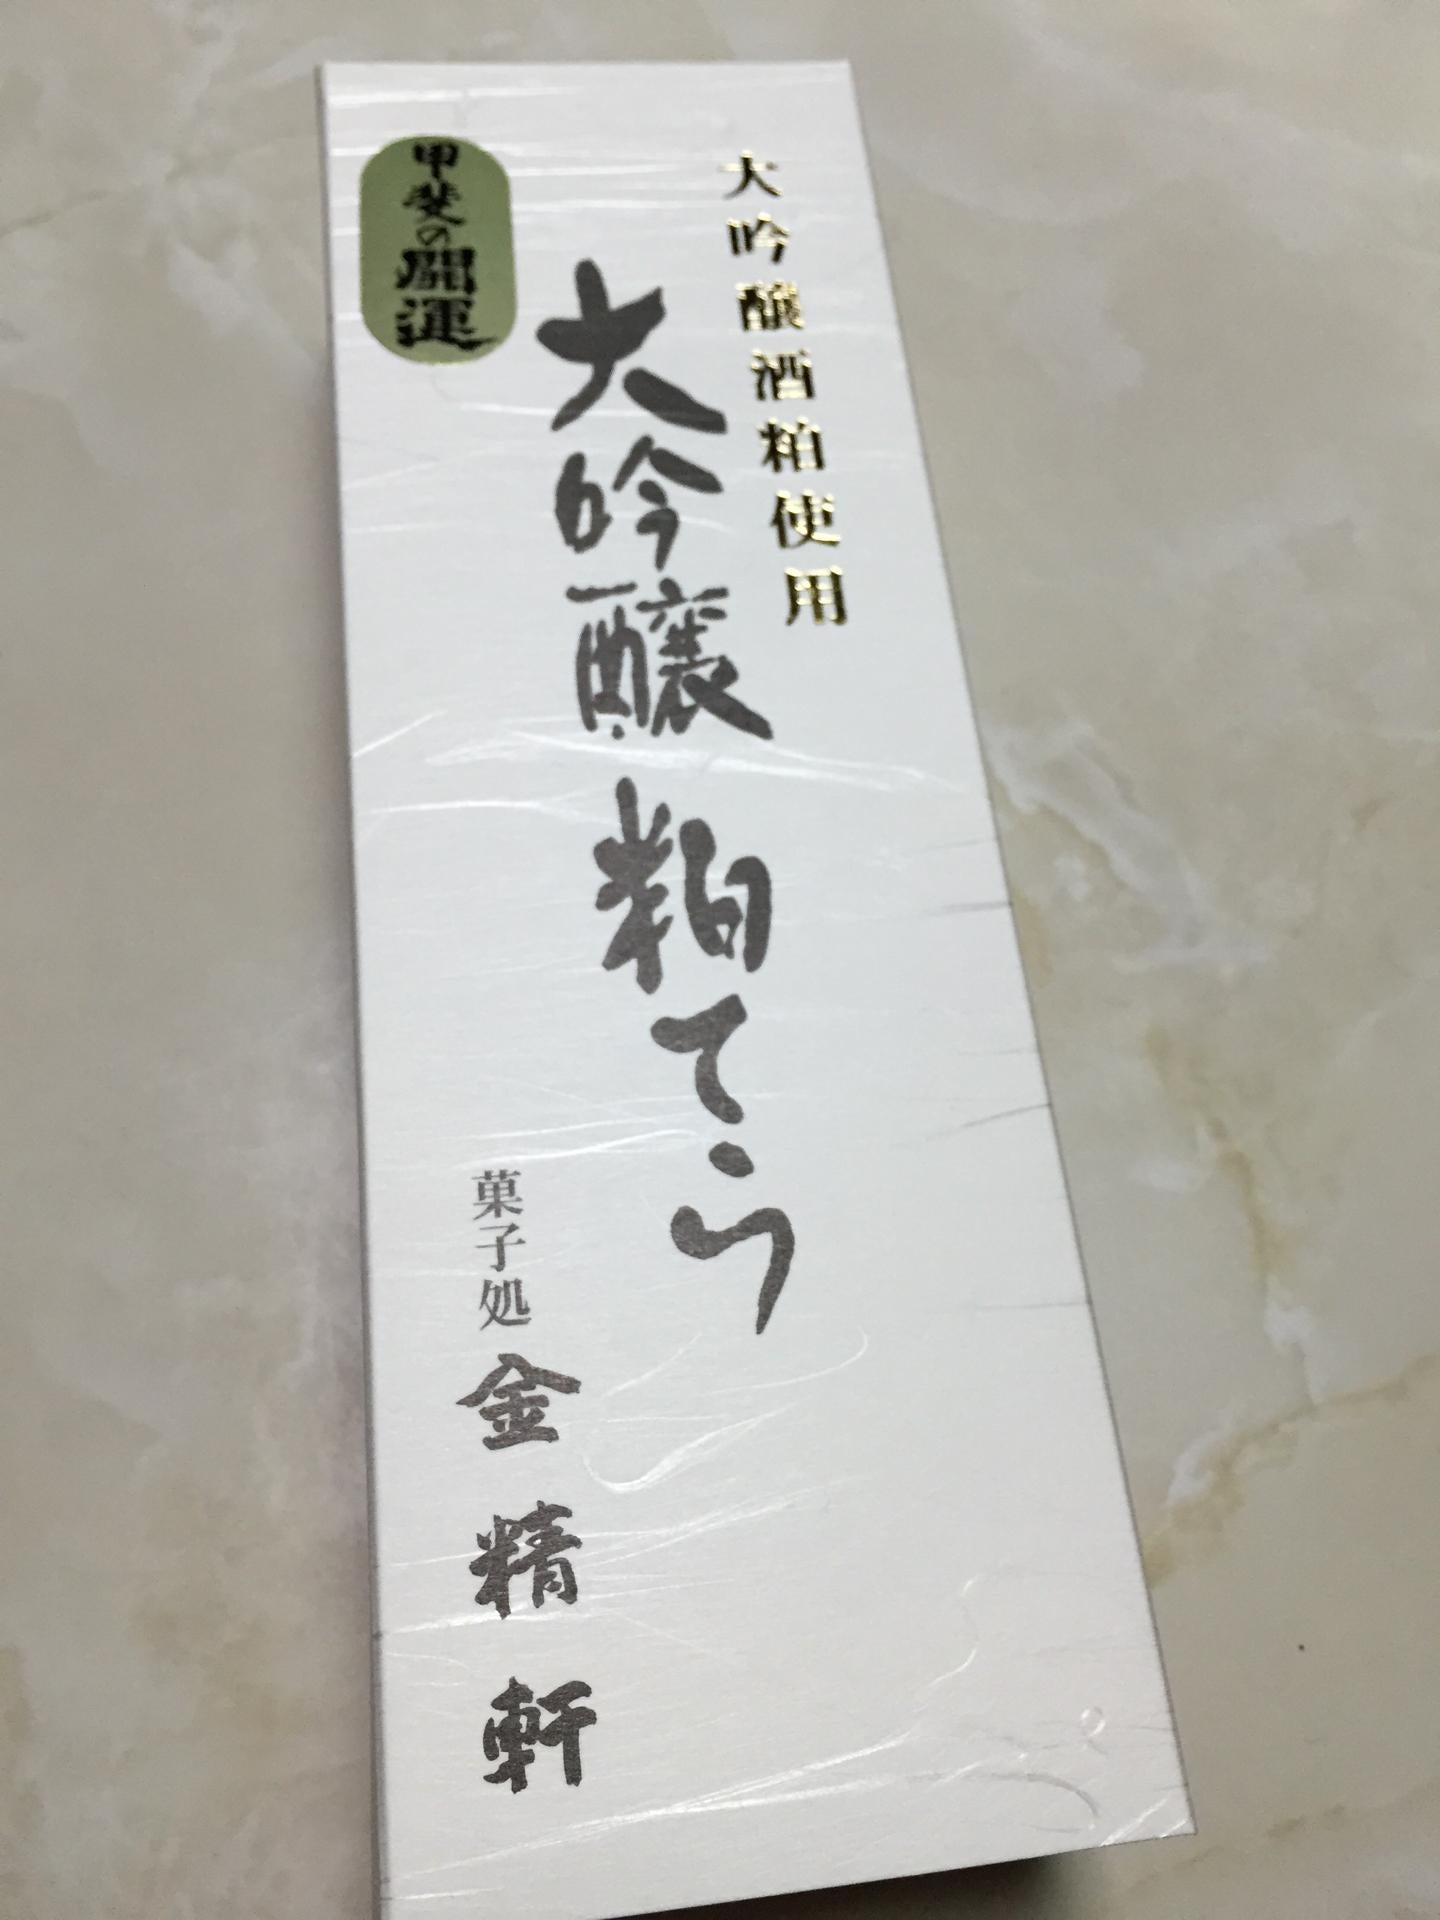 大吟醸酒粕使用
大吟醸粕てら
甲斐の開運
菓子処
金精軒